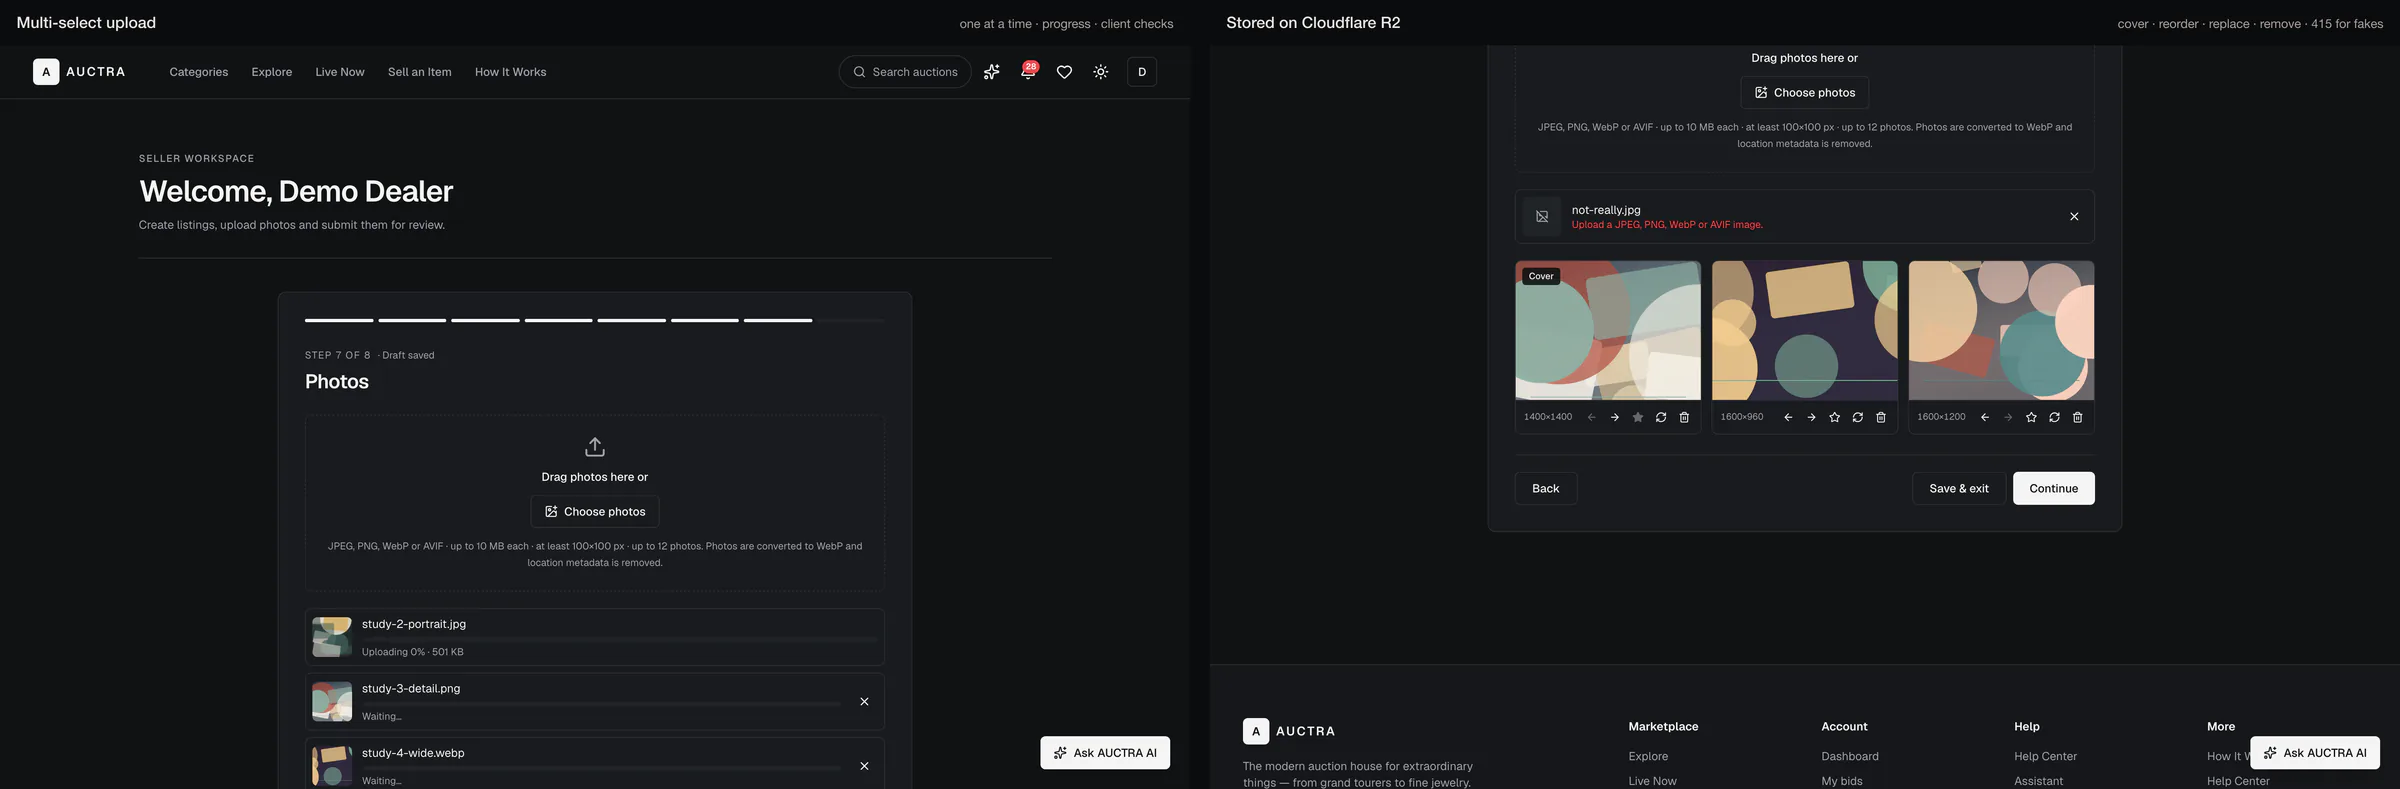 Multi-select upload
one at a time · progress · client checks
A AUCTRA
Categories
Explore
Live Now
Sell an Item
How It Works
Search auctions
28
D
SELLER WORKSPACE
Welcome, Demo Dealer
Create listings, upload photos and submit them for review.
STEP 7 OF 8 · Draft saved
Photos
Drag photos here or
Choose photos
JPEG, PNG, WebP or AVIF · up to 10 MB each · at least 100×100 px · up to 12 photos. Photos are converted to WebP and
location metadata is removed.
study-2-portrait.jpg
Uploading 0% · 501 KB
study-3-detail.png
Waiting...
study-4-wide.webp
Waiting...
Ask AUCTRA AI
Stored on Cloudflare R2
cover · reorder · replace · remove · 415 for fakes
Drag photos here or
Choose photos
JPEG, PNG, WebP or AVIF · up to 10 MB each · at least 100×100 px · up to 12 photos. Photos are converted to WebP and
location metadata is removed.
not-really.jpg
Upload a JPEG, PNG, WebP or AVIF image.
Cover
1400×1400
1600×960
1600×1200
Back
Save & exit
Continue
A AUCTRA
The modern auction house for extraordinary
things — from grand tourers to fine jewelry.
Marketplace
Explore
Live Now
Account
Dashboard
My bids
Help
Help Center
Assistant
More
How It
Help Center
Ask AUCTRA AI